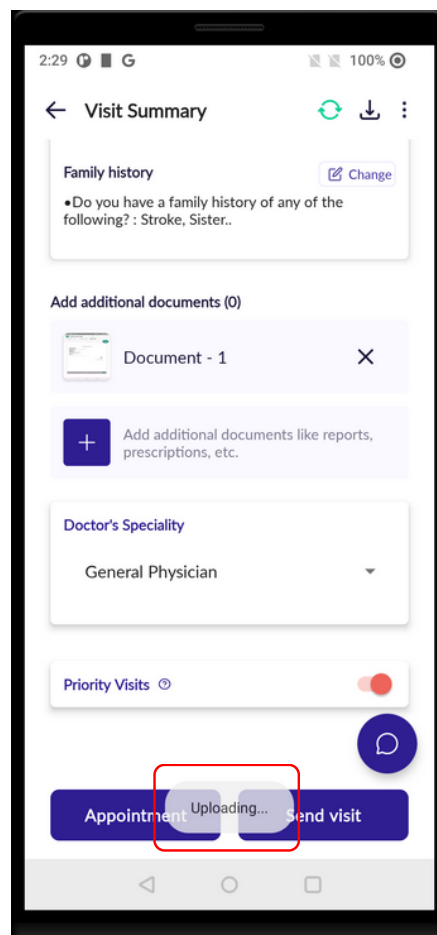 2:29 G 100%
Visit Summary
Family history
Change
•Do you have a family history of any of the
following? : Stroke, Sister..
Add additional documents (0)
Document - 1
Add additional documents like reports,
prescriptions, etc.
Doctor's Speciality
General Physician
Priority Visits
Appointment
Uploading...
Send visit